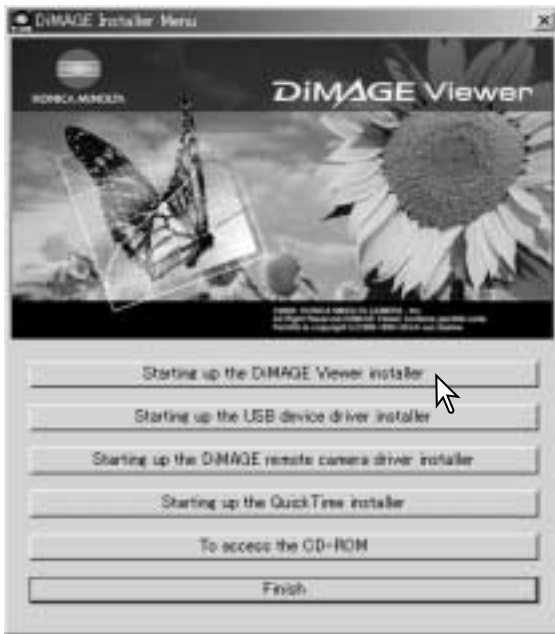 DiMAGE Installer Menu
KONICA MINOLTA
DiMAGE Viewer
Starting up the DiMAGE Viewer installer
Starting up the USB device driver installer
Starting up the DiMAGE remote camera driver installer
Starting up the QuickTime installer
To access the CD-ROM
Finish